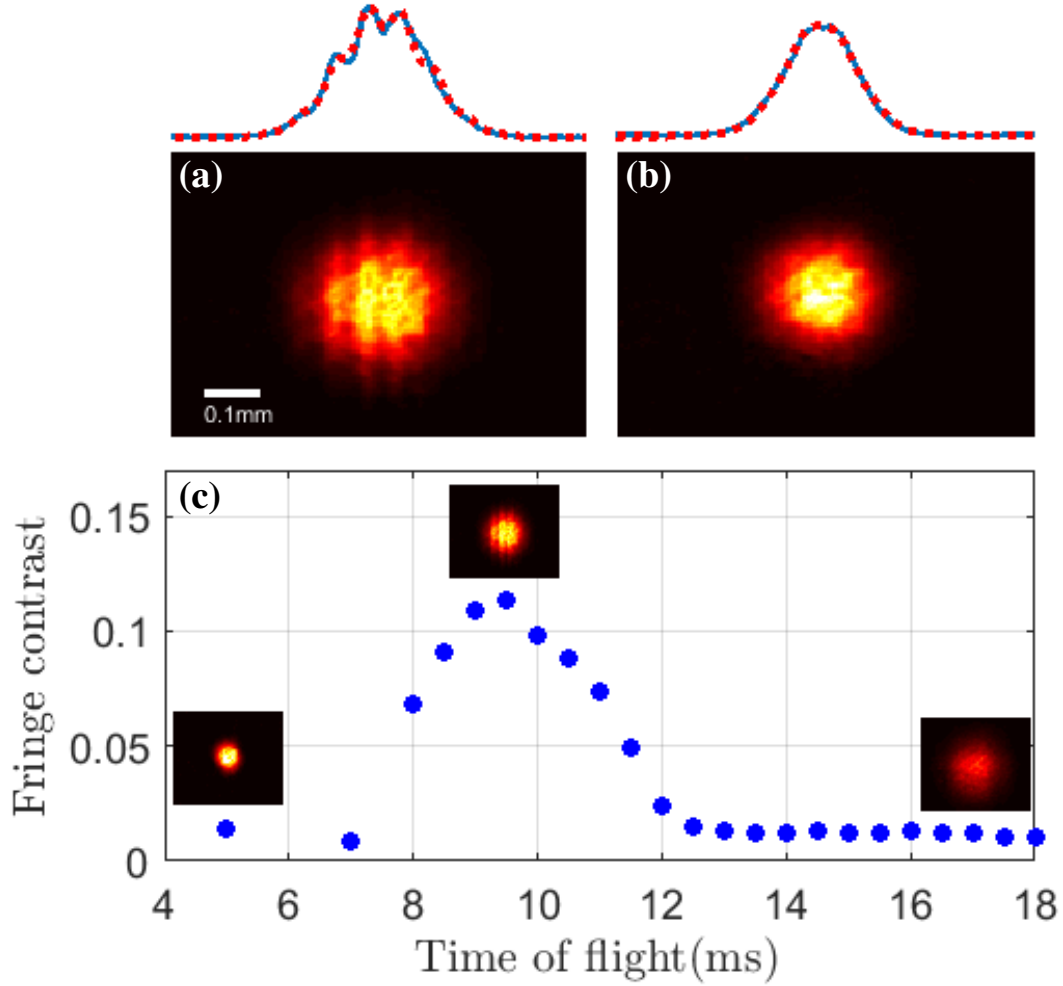 (a)
(b)
0.1mm
(c)
0.15
0.1
0.05
0
Fringe contrast
4 6 8 10 12 14 16 18
Time of flight(ms)